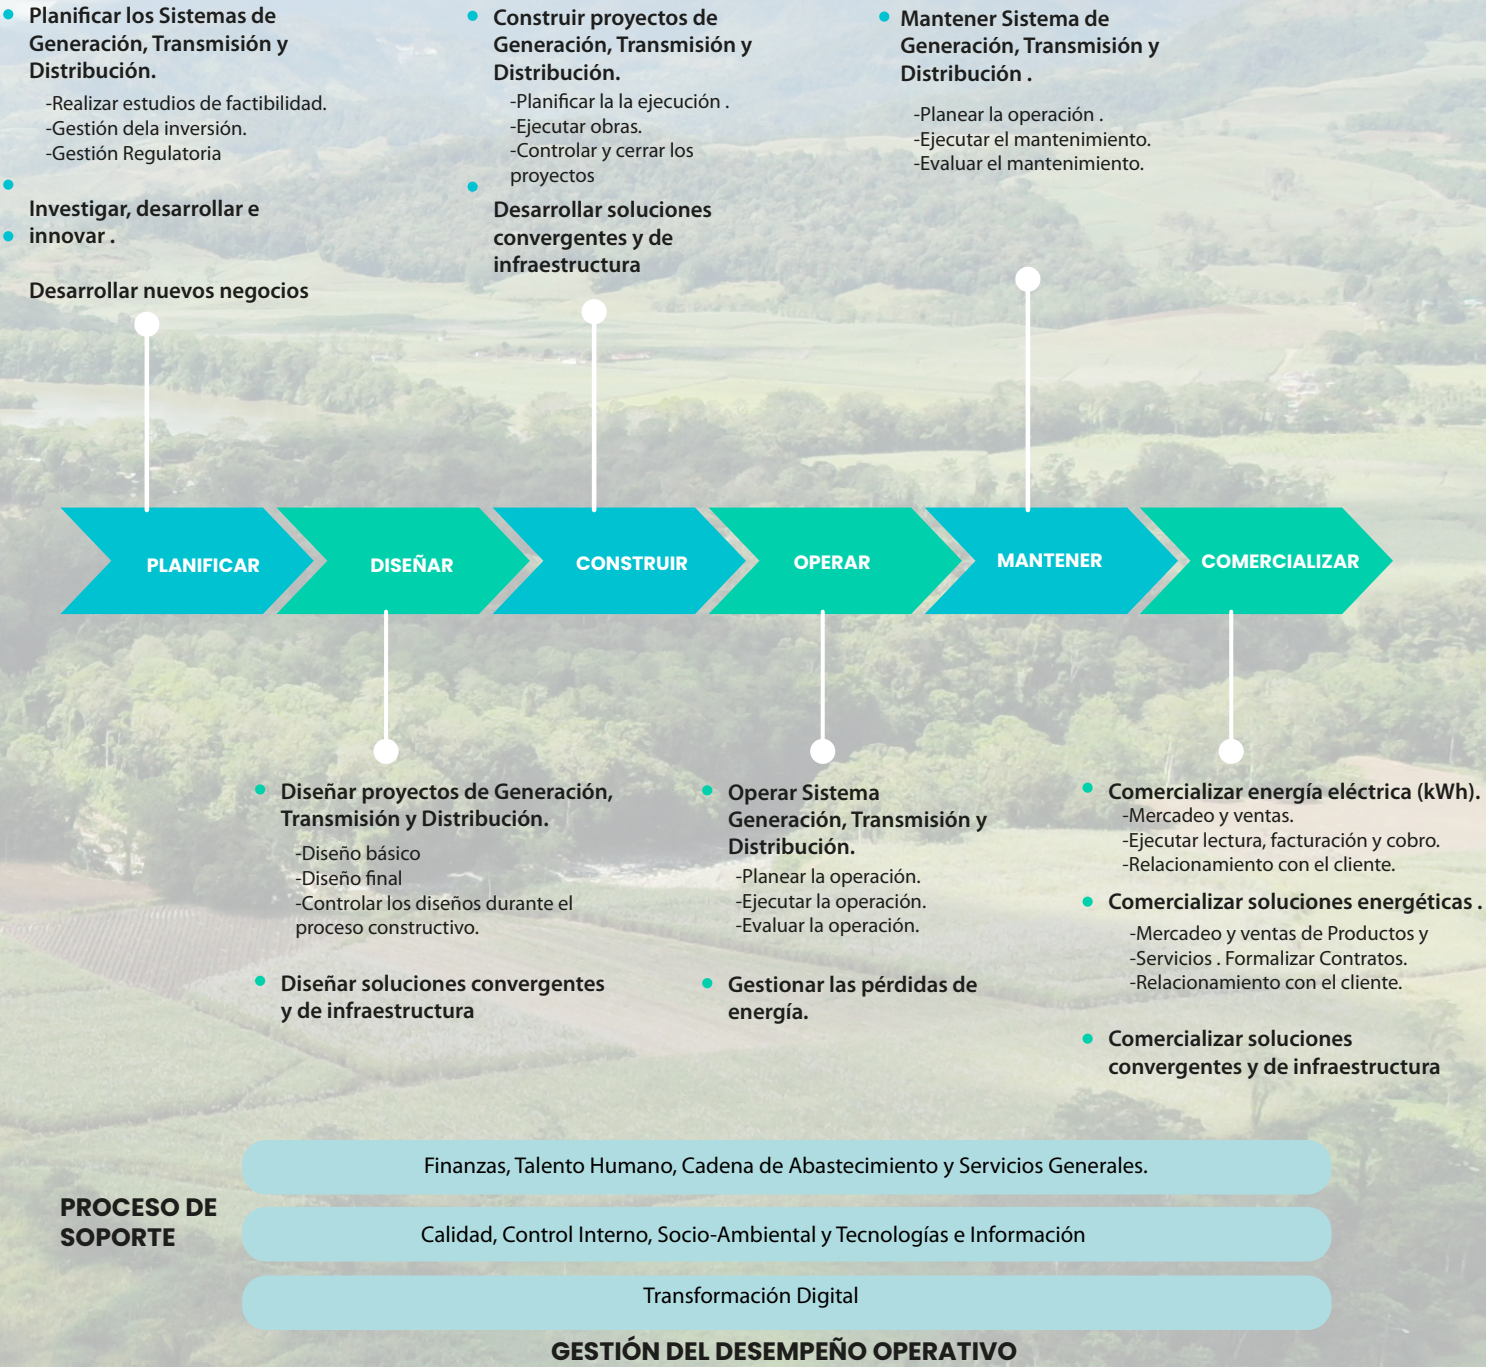 Planificar los Sistemas de
Generación, Transmisión y
Distribución.
-Realizar estudios de factibilidad.
-Gestión dela inversión.
-Gestión Regulatoria
Investigar, desarrollar e
innovar .
Desarrollar nuevos negocios
Construir proyectos de
Generación, Transmisión y
Distribución.
-Planificar la la ejecución .
-Ejecutar obras.
-Controlar y cerrar los
proyectos
Desarrollar soluciones
convergentes y de
infraestructura
Mantener Sistema de
Generación, Transmisión y
Distribución .
-Planear la operación .
-Ejecutar el mantenimiento.
-Evaluar el mantenimiento.
PLANIFICAR
DISEÑAR
CONSTRUIR
OPERAR
MANTENER
COMERCIALIZAR
Diseñar proyectos de Generación,
Transmisión y Distribución.
-Diseño básico
-Diseño final
-Controlar los diseños durante el
proceso constructivo.
Diseñar soluciones convergentes
y de infraestructura
Operar Sistema
Generación, Transmisión y
Distribución.
-Planear la operación.
-Ejecutar la operación.
-Evaluar la operación.
Gestionar las pérdidas de
energía.
Comercializar energía eléctrica (kWh).
-Mercadeo y ventas.
-Ejecutar lectura, facturación y cobro.
-Relacionamiento con el cliente.
Comercializar soluciones energéticas .
-Mercadeo y ventas de Productos y
-Servicios . Formalizar Contratos.
-Relacionamiento con el cliente.
Comercializar soluciones
convergentes y de infraestructura
PROCESO DE
SOPORTE
Finanzas, Talento Humano, Cadena de Abastecimiento y Servicios Generales.
Calidad, Control Interno, Socio-Ambiental y Tecnologías e Información
Transformación Digital
GESTIÓN DEL DESEMPEÑO OPERATIVO